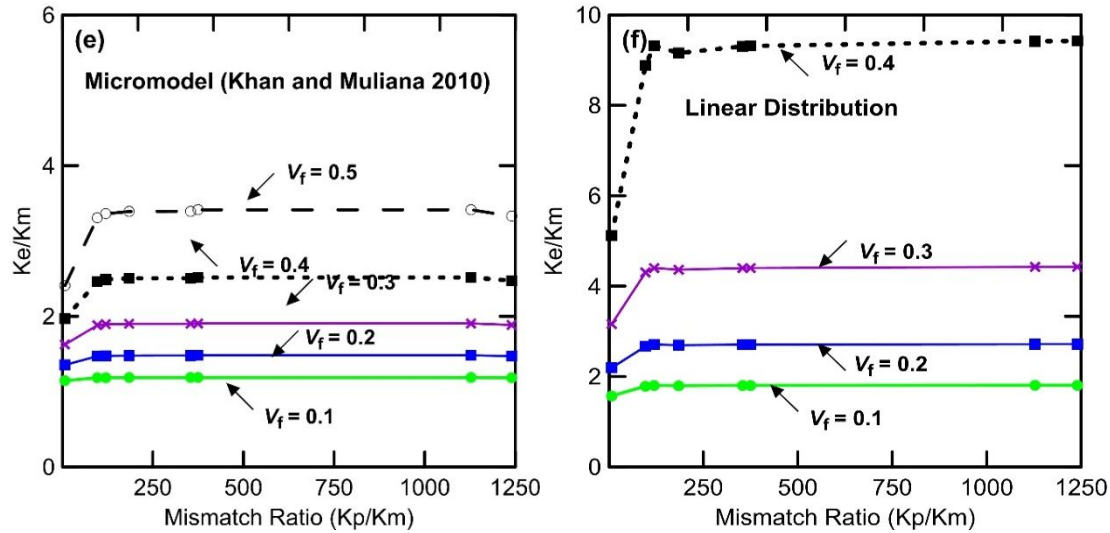 (e)
Micromodel (Khan and Muliana 2010)
Vf = 0.5
Vf = 0.4
Vf = 0.3
Vf = 0.2
Vf = 0.1
6
4
2
0
Ke/Km
250 500 750 1000 1250
Mismatch Ratio (Kp/Km)
(f)
Vf = 0.4
Linear Distribution
Vf = 0.3
Vf = 0.2
Vf = 0.1
10
8
6
4
2
0
Ke/Km
250 500 750 1000 1250
Mismatch Ratio (Kp/Km)